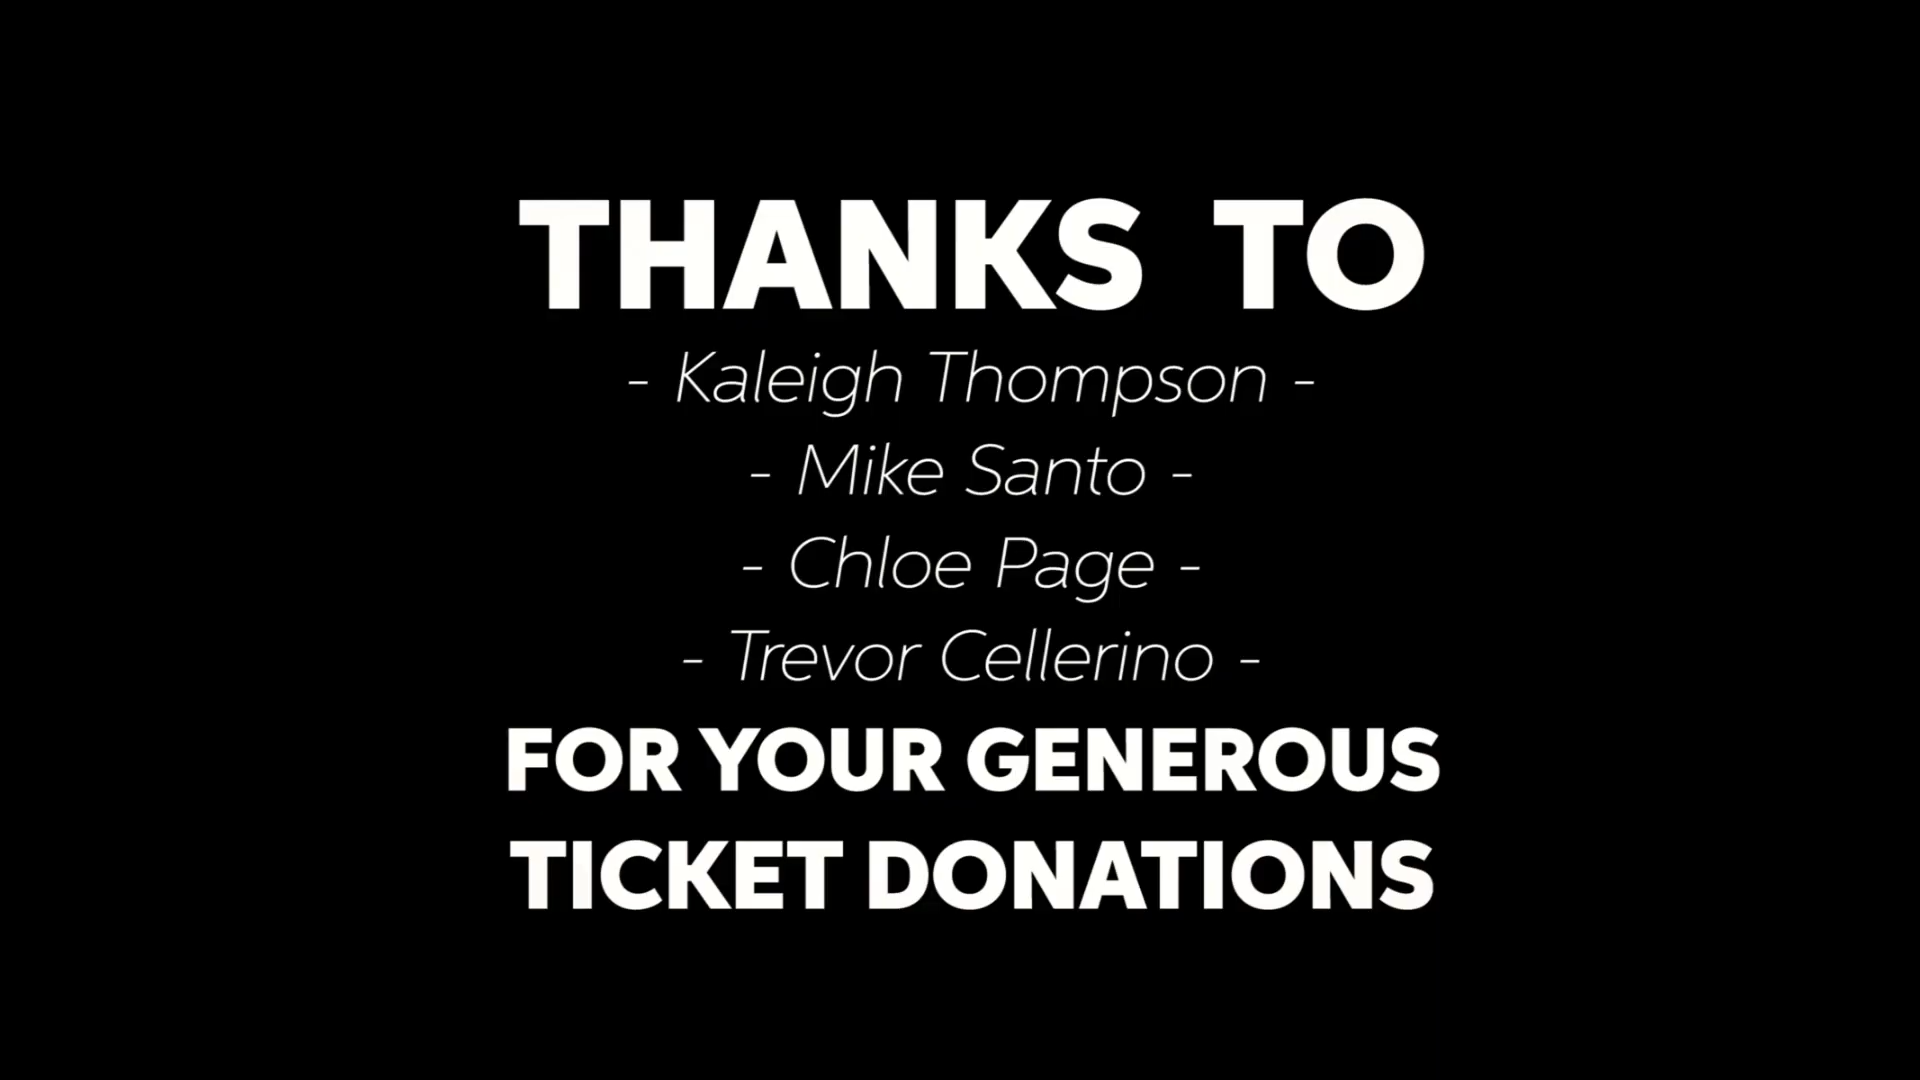 THANKS TO
- Kaleigh Thompson -
- Mike Santo -
- Chloe Page -
- Trevor Cellerino -
FOR YOUR GENEROUS
TICKET DONATIONS